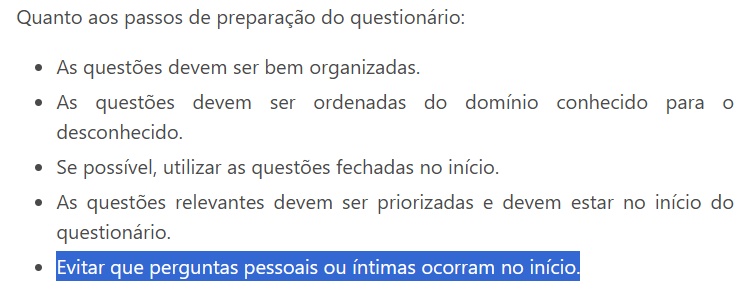 Quanto aos passos de preparação do questionário:
As questões devem ser bem organizadas.
As questões devem ser ordenadas do domínio conhecido para o
desconhecido.
Se possível, utilizar as questões fechadas no início.
As questões relevantes devem ser priorizadas e devem estar no início do
questionário.
Evitar que perguntas pessoais ou íntimas ocorram no início.